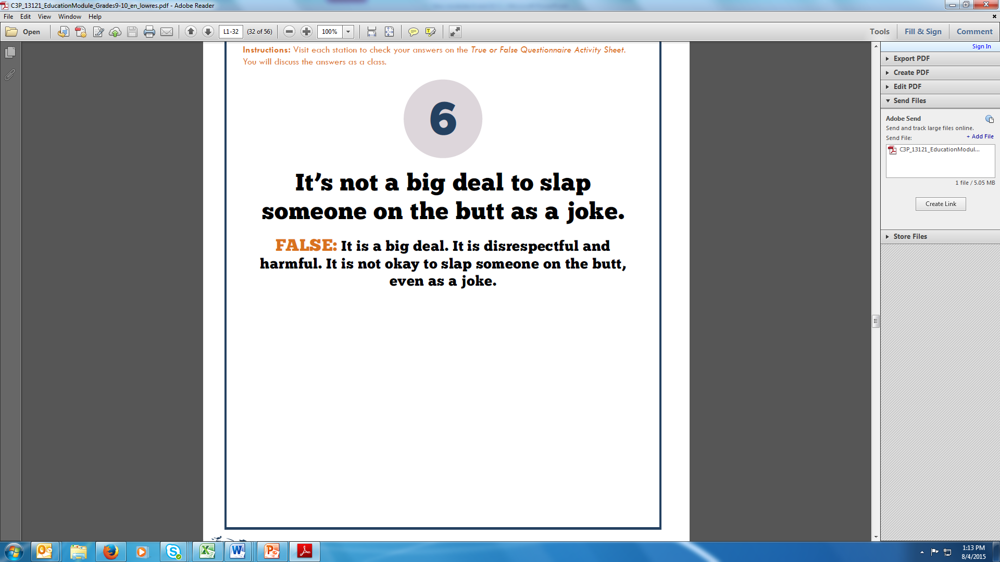 C3P_13121_EducationModule_Grades9-10_en_lowres.pdf - Adobe Reader
File Edit View Window Help
Open L1-32 (32 of 56) 100% Tools Fill & Sign Comment
Sign In
Instructions: Visit each station to check your answers on the True or False Questionnaire Activity Sheet.
You will discuss the answers as a class.
6
It's not a big deal to slap
someone on the butt as a joke.
FALSE: It is a big deal. It is disrespectful and
harmful. It is not okay to slap someone on the butt,
even as a joke.
Export PDF
Create PDF
Edit PDF
Send Files
Adobe Send
Send and track large files online.
Send File:
+ Add File
C3P_13121_EducationModul...
1 file / 5.05 MB
Create Link
Store Files
1:13 PM
8/4/2015